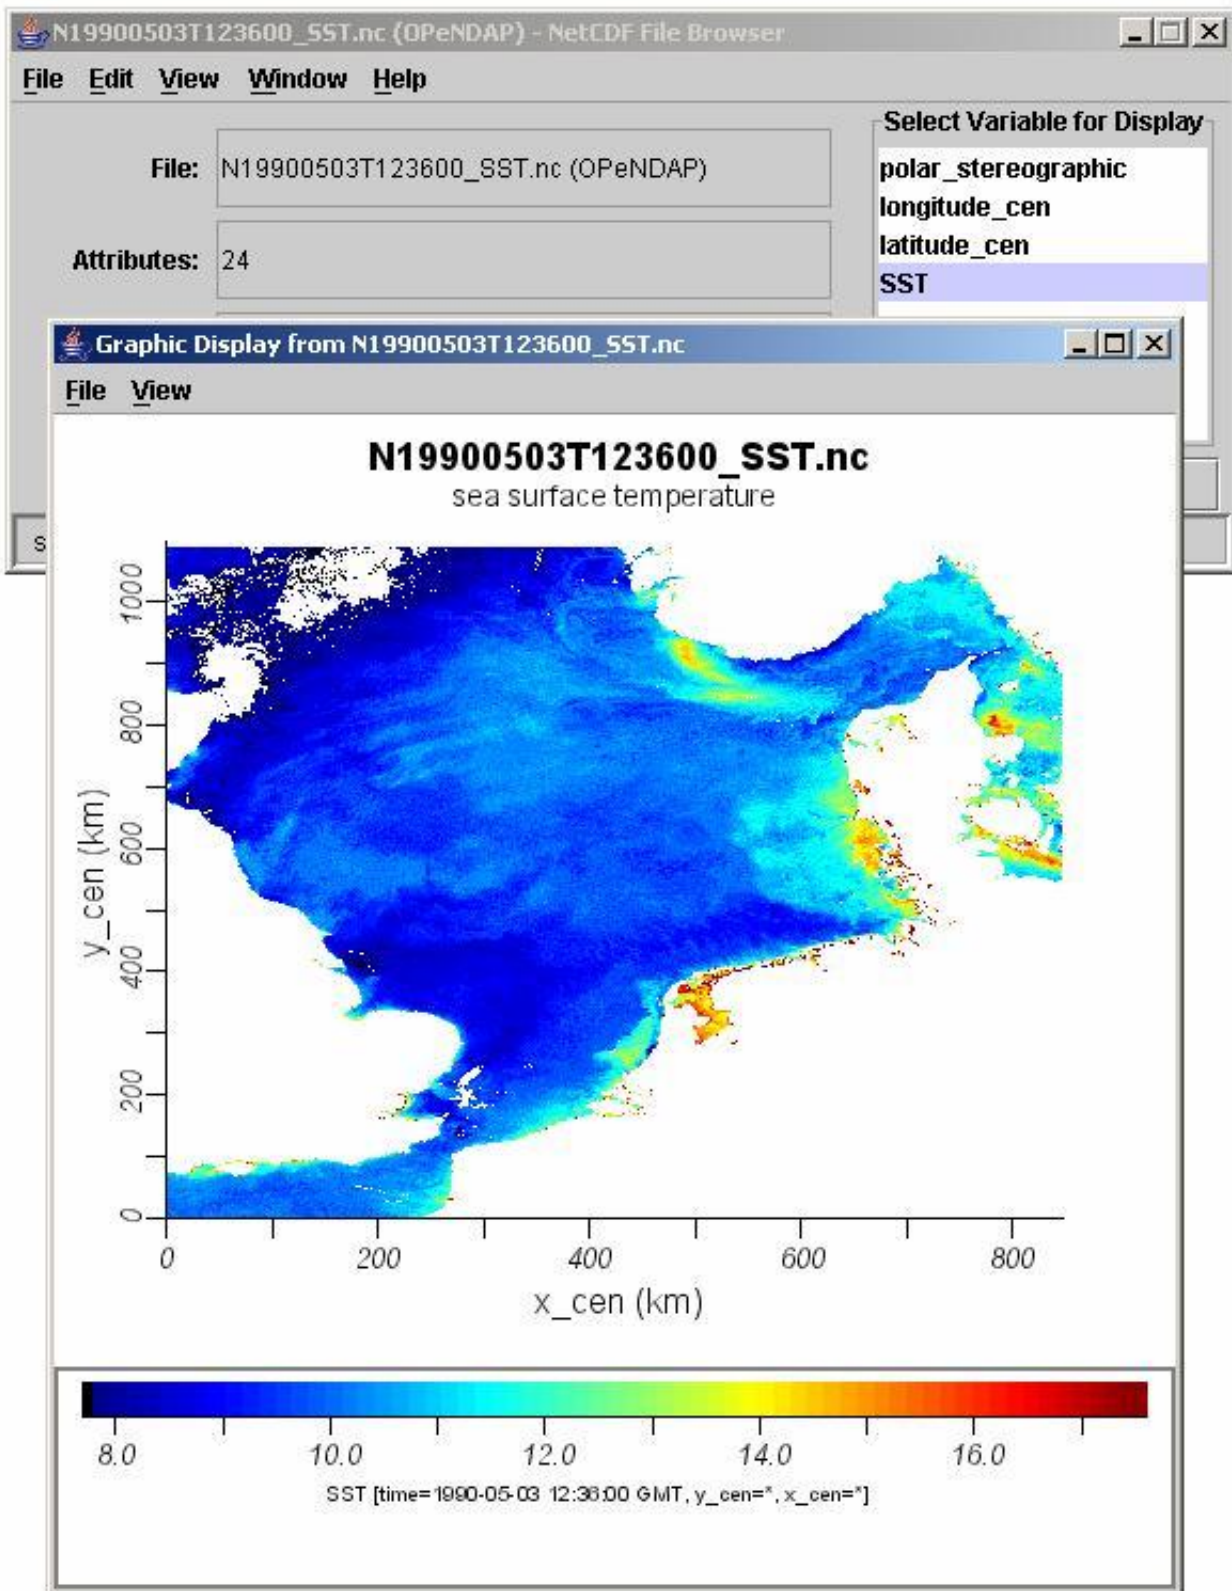 N19900503T123600_SST.nc (OPeNDAP) - NetCDF File Browser
File Edit View Window Help
Select Variable for Display
File: N19900503T123600_SST.nc (OPeNDAP)
polar_stereographic
longitude_cen
latitude_cen
SST
Attributes: 24
Graphic Display from N19900503T123600_SST.nc
File View
N19900503T123600_SST.nc
sea surface temperature
y_cen (km)
1000
800
600
400
200
0
0 200 400 600 800
x_cen (km)
8.0 10.0 12.0 14.0 16.0
SST [time=1990-05-03 12:36:00 GMT, y_cen=*, x_cen=*]